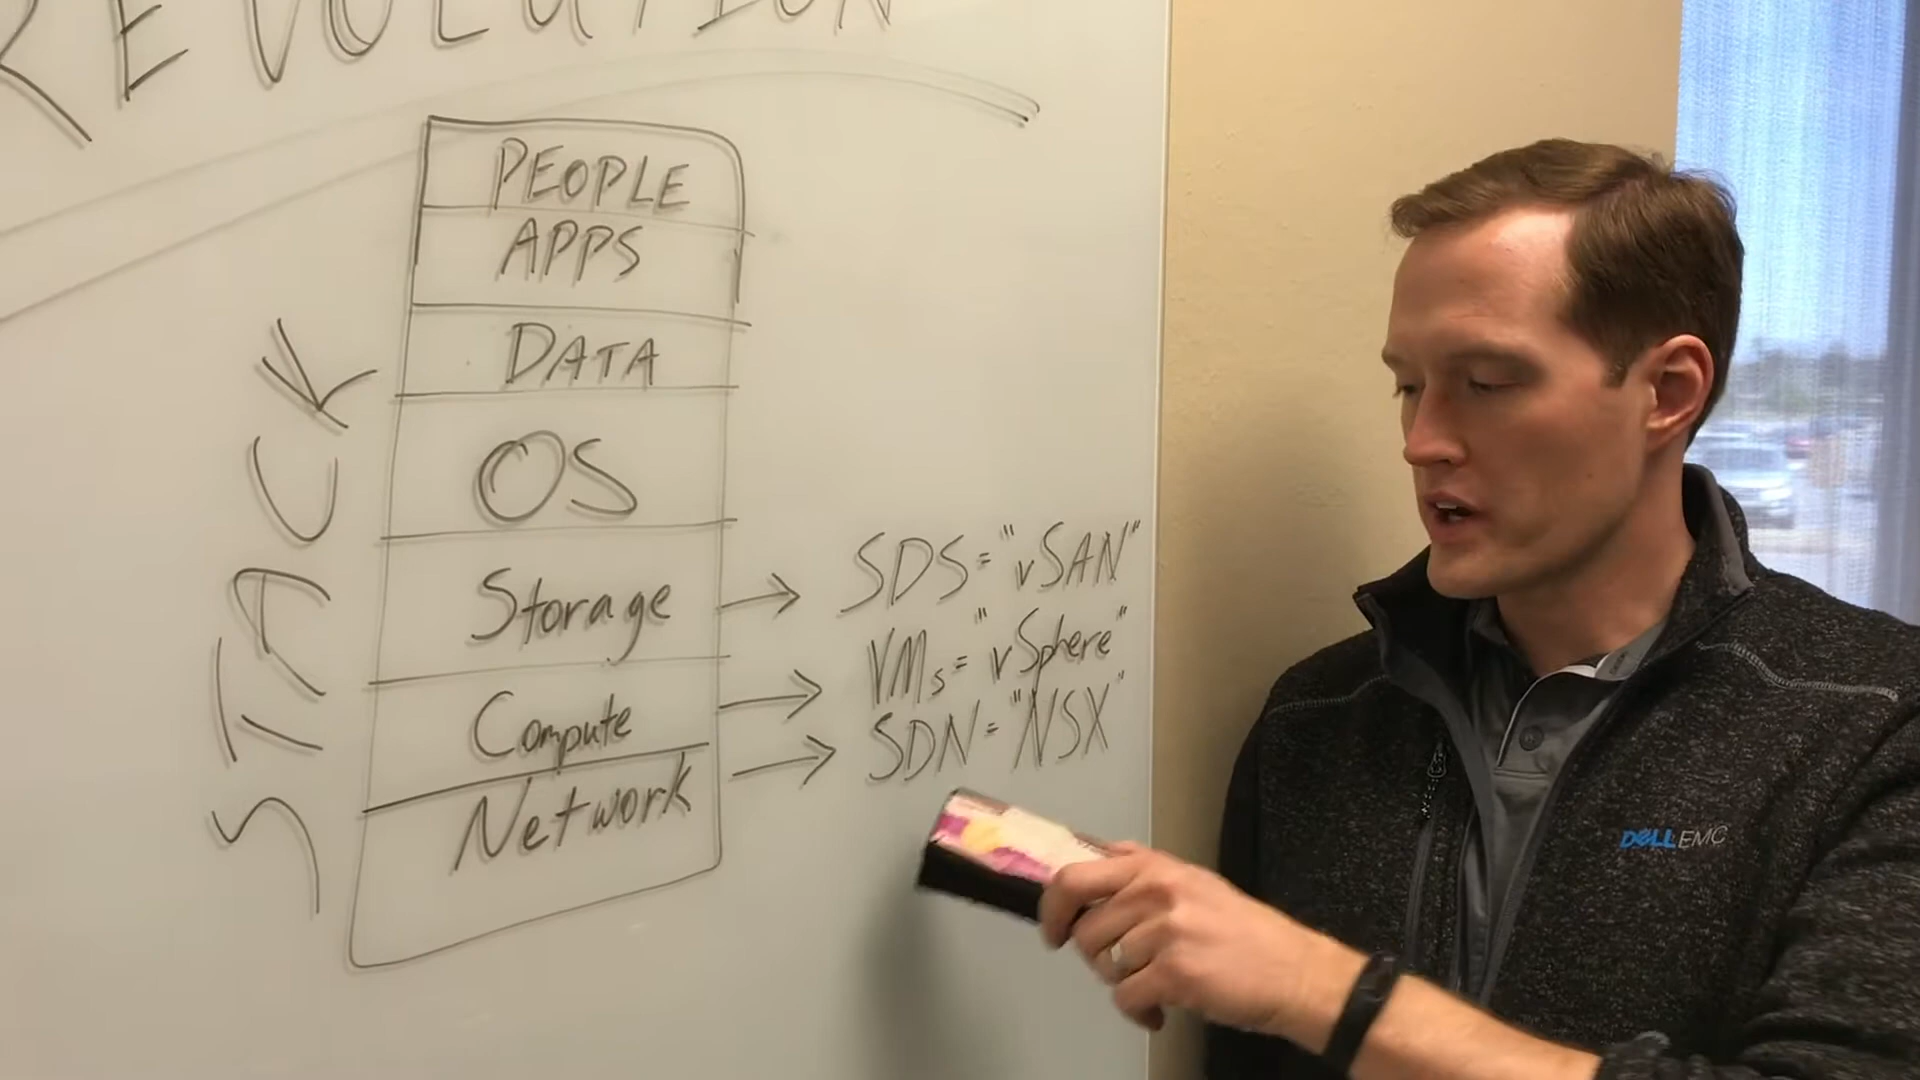 REVOLUTION
PEOPLE
APPS
DATA
OS
Storage
Compute
Network
STACK
SDS = "vSAN"
VMs = "vSphere"
SDN = "NSX"
DELL EMC